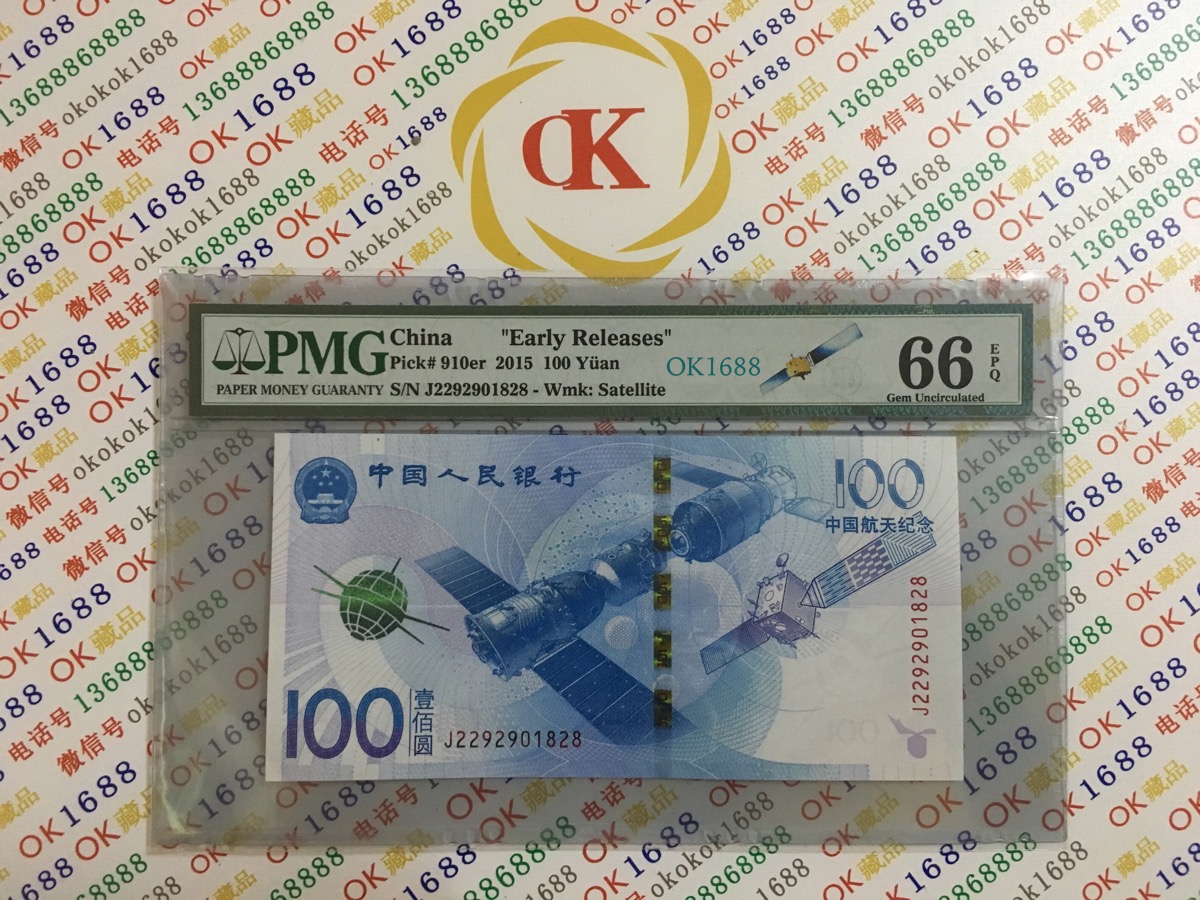 OK
PMG
PAPER MONEY GUARANTY
China "Early Releases"
Pick# 910er 2015 100 Yüan
S/N J2292901828 - Wmk: Satellite
OK1688
66
EPQ
Gem Uncirculated
中国人民银行
100
中国航天纪念
J2292901828
100
壹佰圆
J2292901828
OK藏品
OK1688
电话号 13688868888
微信号 okokok1688